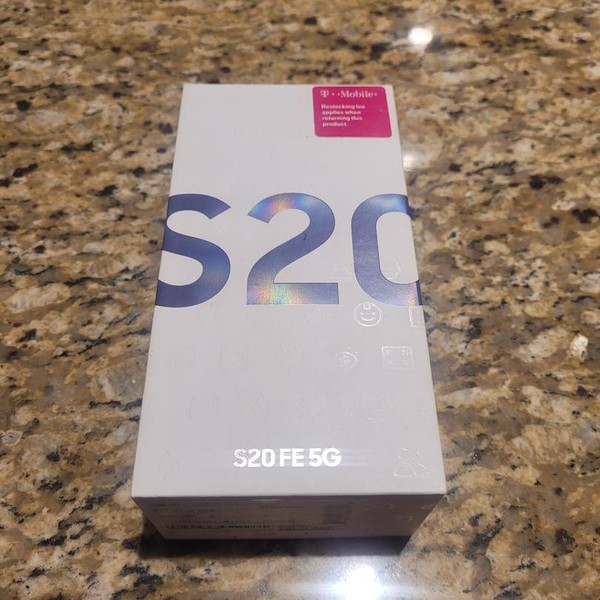 T··Mobile·
Restocking fee
applies when
returning this
product.
S20
S20 FE 5G